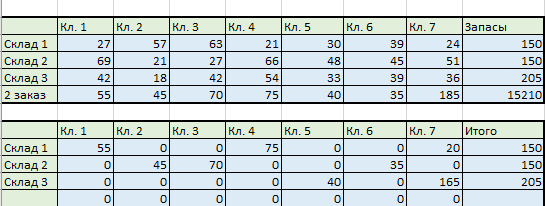 Кл. 1 Кл. 2 Кл. 3 Кл. 4 Кл. 5 Кл. 6 Кл. 7 Запасы
Склад 1 27 57 63 21 30 39 24 150
Склад 2 69 21 27 66 48 45 51 150
Склад 3 42 18 42 54 33 39 36 205
2 заказ 55 45 70 75 40 35 185 15210
Кл. 1 Кл. 2 Кл. 3 Кл. 4 Кл. 5 Кл. 6 Кл. 7 Итого
Склад 1 55 0 0 75 0 0 20 150
Склад 2 0 45 70 0 0 35 0 150
Склад 3 0 0 0 0 40 0 165 205
0 0 0 0 0 0 0